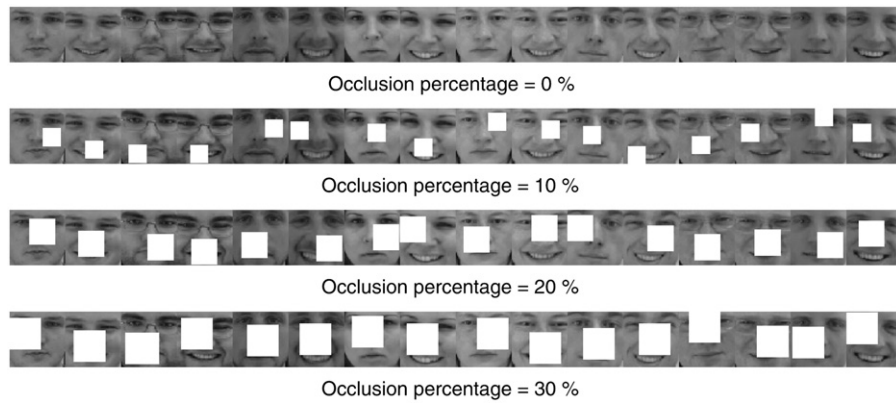 Occlusion percentage = 0 %
Occlusion percentage = 10 %
Occlusion percentage = 20 %
Occlusion percentage = 30 %